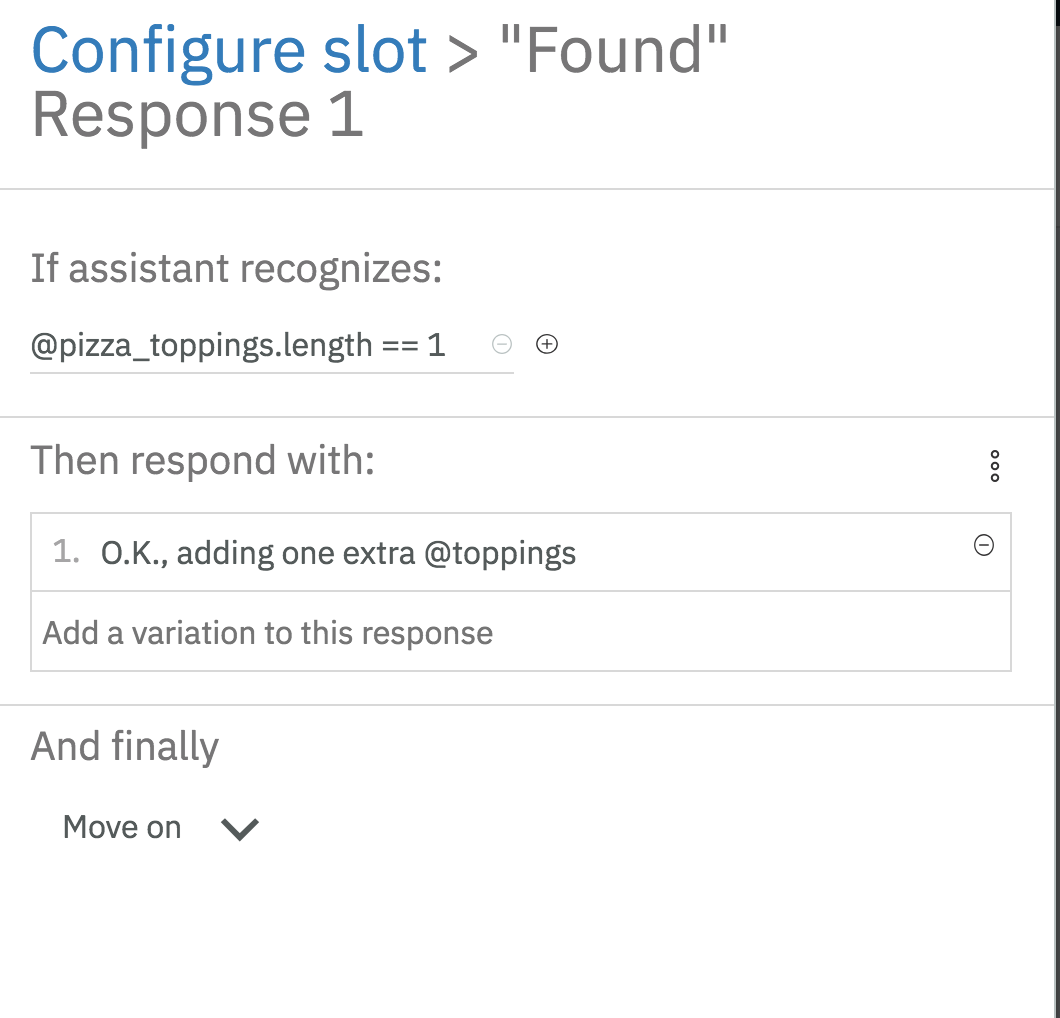 Configure slot > "Found"
Response 1
If assistant recognizes:
@pizza_toppings.length == 1
Then respond with:
1. O.K., adding one extra @toppings
Add a variation to this response
And finally
Move on